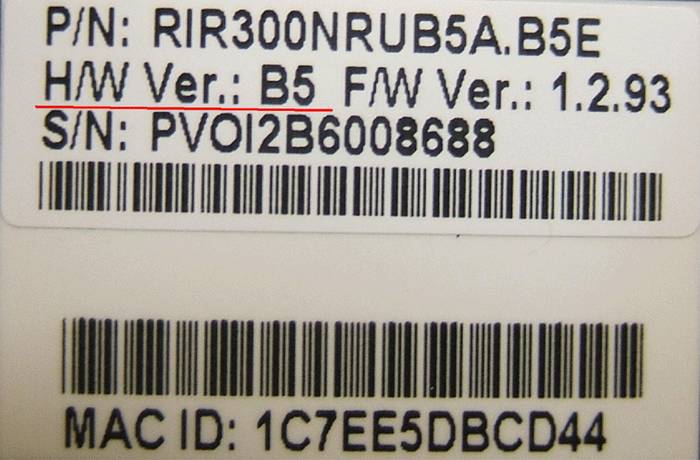 P/N: RIR300NRUB5A.B5E
H/W Ver.: B5 F/W Ver.: 1.2.93
S/N: PVOI2B6008688
MAC ID: 1C7EE5DBCD44